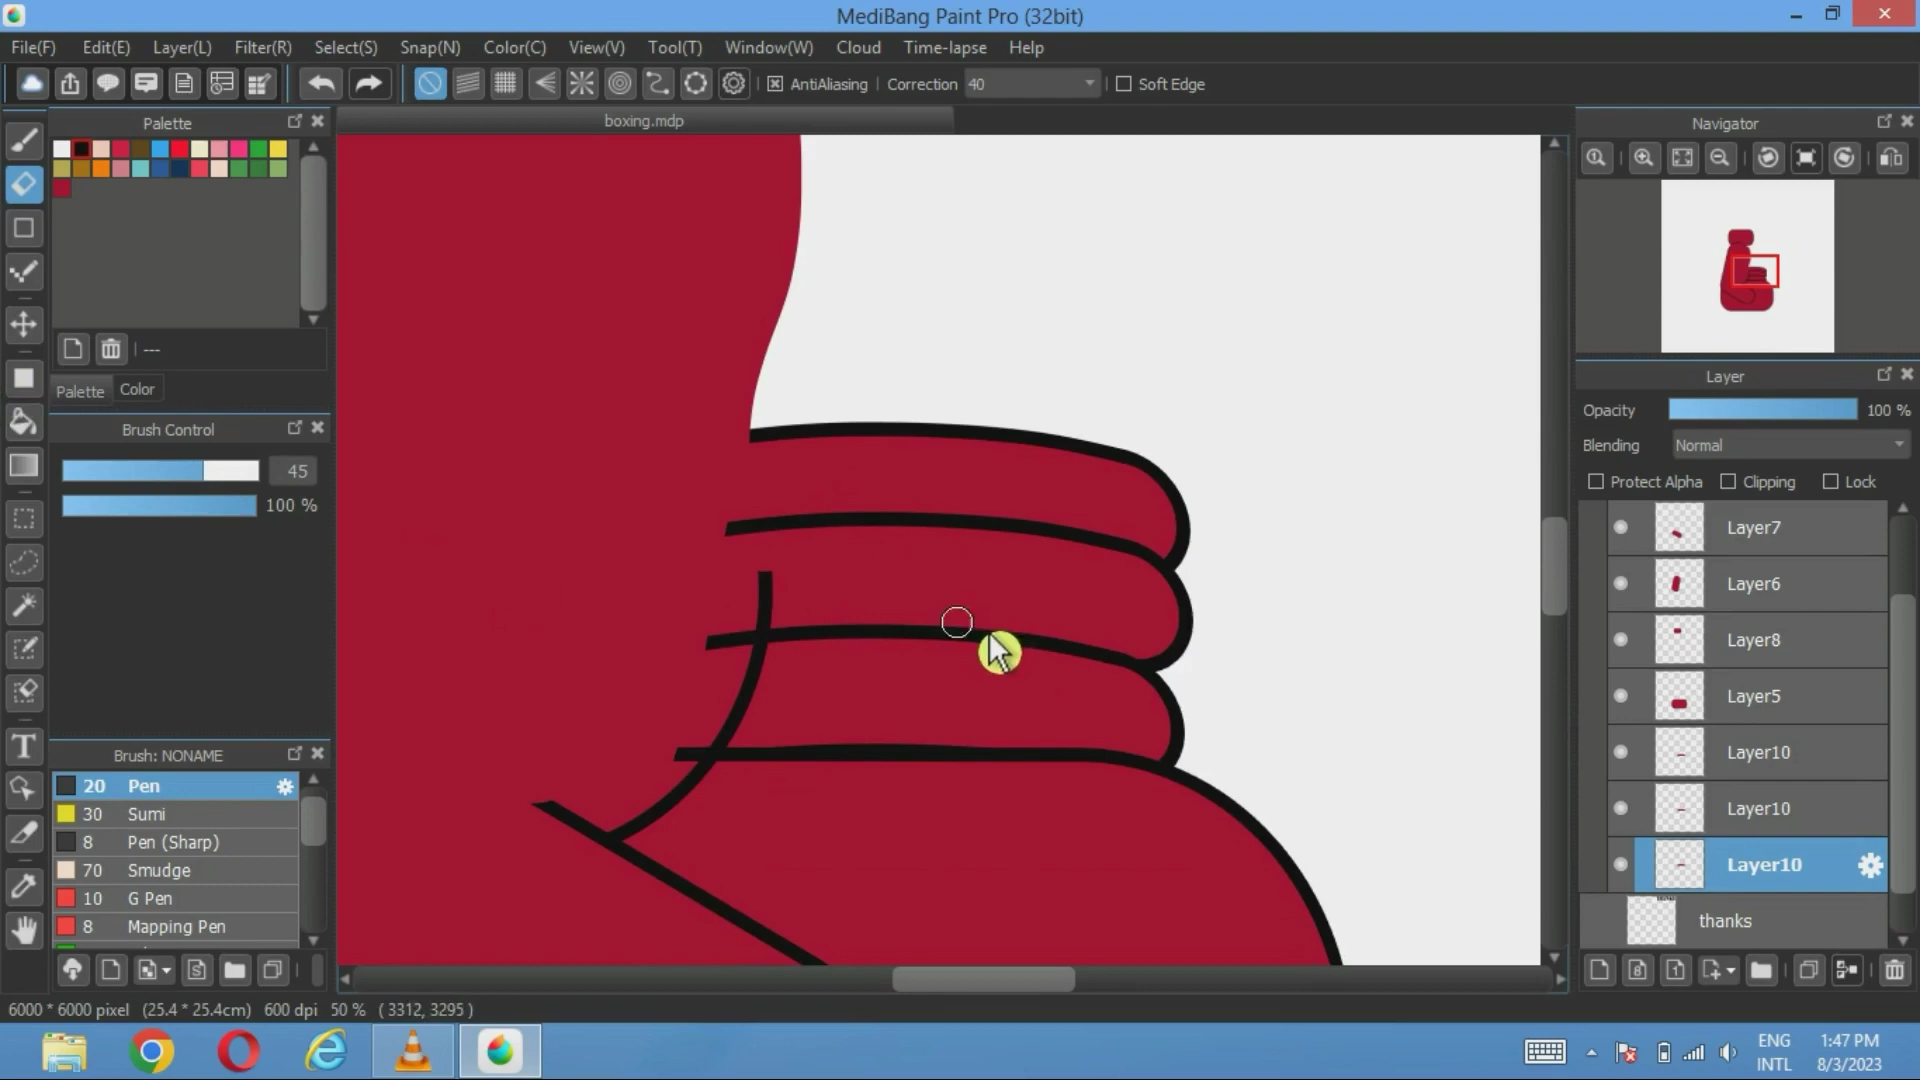 MediBang Paint Pro (32bit)
File(F) Edit(E) Layer(L) Filter(R) Select(S) Snap(N) Color(C) View(V) Tool(T) Window(W) Cloud Time-lapse Help
AntiAliasing Correction 40 Soft Edge
Palette
boxing.mdp
Navigator
---
Palette Color
Layer
Opacity 100 %
Brush Control
Blending Normal
45
Protect Alpha Clipping Lock
100 %
Layer7
Layer6
Layer8
Layer5
Brush: NONAME
Layer10
20 Pen
30 Sumi
Layer10
8 Pen (Sharp)
70 Smudge
Layer10
10 G Pen
8 Mapping Pen
thanks
6000 * 6000 pixel (25.4 * 25.4cm) 600 dpi 50 % ( 3312, 3295 )
ENG
INTL
1:47 PM
8/3/2023